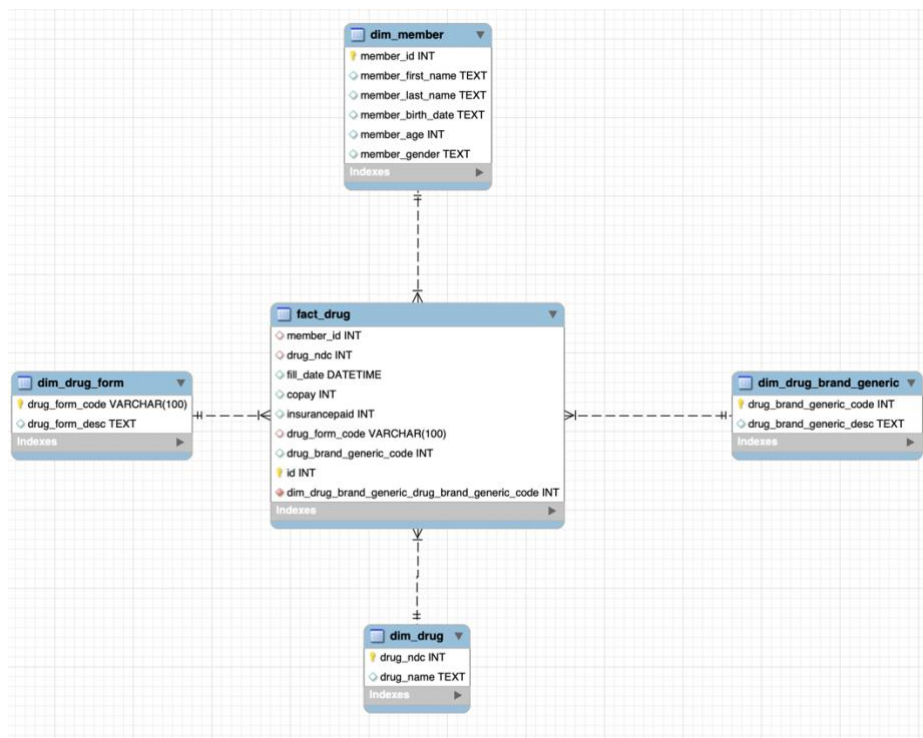 dim_member
member_id INT
member_first_name TEXT
member_last_name TEXT
member_birth_date TEXT
member_age INT
member_gender TEXT
Indexes
fact_drug
member_id INT
drug_ndc INT
fill_date DATETIME
copay INT
insurancepaid INT
drug_form_code VARCHAR(100)
drug_brand_generic_code INT
id INT
dim_drug_brand_generic_drug_brand_generic_code INT
Indexes
dim_drug_form
drug_form_code VARCHAR(100)
drug_form_desc TEXT
Indexes
dim_drug_brand_generic
drug_brand_generic_code INT
drug_brand_generic_desc TEXT
Indexes
dim_drug
drug_ndc INT
drug_name TEXT
Indexes